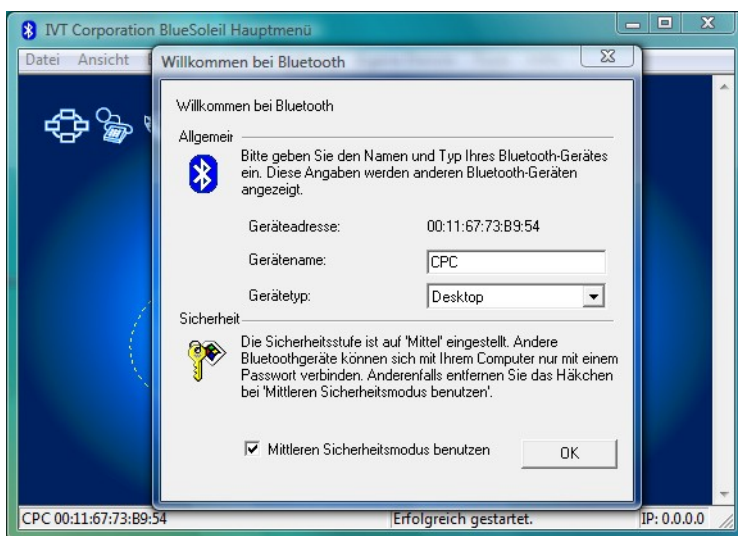 IVT Corporation BlueSoleil Hauptmenü
Datei Ansicht
Willkommen bei Bluetooth
Willkommen bei Bluetooth
Allgemeir
Bitte geben Sie den Namen und Typ Ihres Bluetooth-Gerätes
ein. Diese Angaben werden anderen Bluetooth-Geräten
angezeigt.
Geräteadresse: 00:11:67:73:B9:54
Gerätename: CPC
Gerätetyp: Desktop
Sicherheit
Die Sicherheitsstufe ist auf 'Mittel' eingestellt. Andere
Bluetoothgeräte können sich mit Ihrem Computer nur mit einem
Passwort verbinden. Anderenfalls entfernen Sie das Häkchen
bei 'Mittleren Sicherheitsmodus benutzen'.
Mittleren Sicherheitsmodus benutzen
OK
CPC 00:11:67:73:B9:54 Erfolgreich gestartet. IP: 0.0.0.0